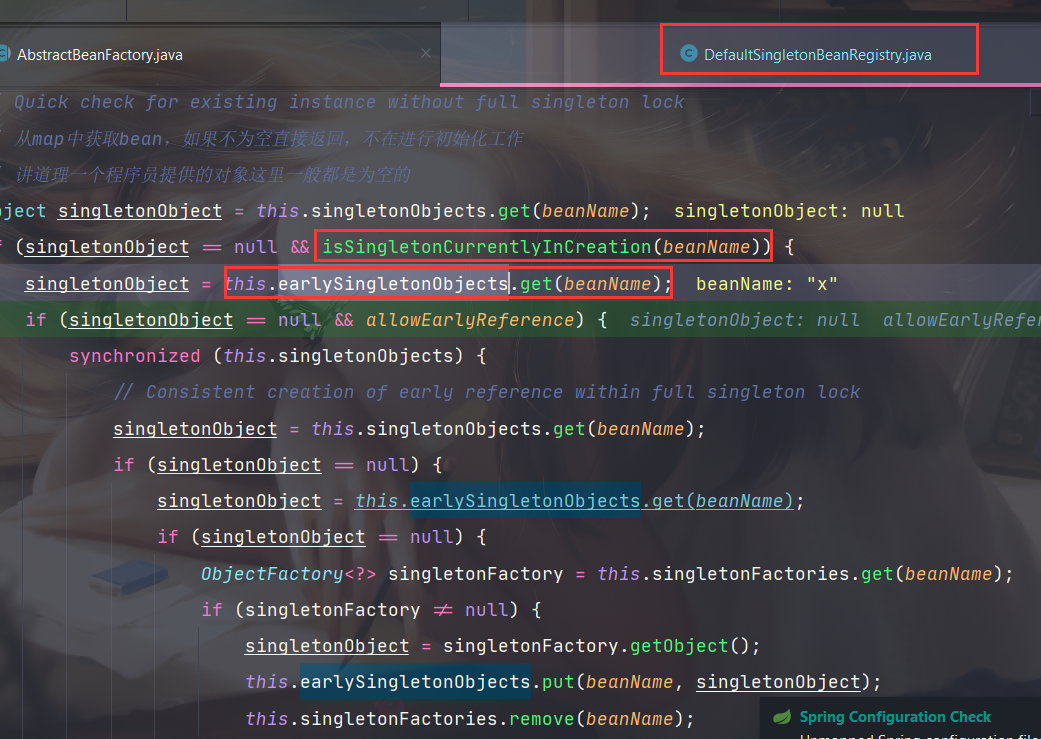 AbstractBeanFactory.java
DefaultSingletonBeanRegistry.java
Quick check for existing instance without full singleton lock
从map中获取bean，如果不为空直接返回，不在进行初始化工作
讲道理一个程序员提供的对象这里一般都是为空的
ject singletonObject = this.singletonObjects.get(beanName);  singletonObject: null
(singletonObject == null && isSingletonCurrentlyInCreation(beanName)) {
singletonObject = this.earlySingletonObjects.get(beanName);  beanName: "x"
if (singletonObject == null && allowEarlyReference) {  singletonObject: null  allowEarlyRefer
synchronized (this.singletonObjects) {
// Consistent creation of early reference within full singleton lock
singletonObject = this.singletonObjects.get(beanName);
if (singletonObject == null) {
singletonObject = this.earlySingletonObjects.get(beanName);
if (singletonObject == null) {
ObjectFactory<?> singletonFactory = this.singletonFactories.get(beanName);
if (singletonFactory != null) {
singletonObject = singletonFactory.getObject();
this.earlySingletonObjects.put(beanName, singletonObject);
this.singletonFactories.remove(beanName);
Spring Configuration Check
Unmapped Spring configuration file